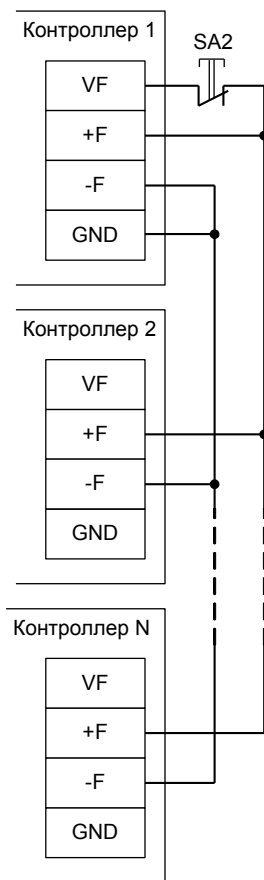 Контроллер 1
SA2
VF
+F
-F
GND
Контроллер 2
VF
+F
-F
GND
Контроллер N
VF
+F
-F
GND